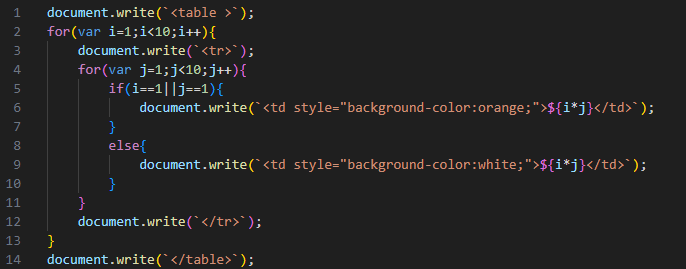 1 document.write(`<table >`);
2 for(var i=1;i<10;i++){
3     document.write(`<tr>`);
4     for(var j=1;j<10;j++){
5         if(i==1||j==1){
6             document.write(`<td style="background-color:orange;">${i*j}</td>`);
7         }
8         else{
9             document.write(`<td style="background-color:white;">${i*j}</td>`);
10         }
11     }
12     document.write(`</tr>`);
13 }
14 document.write(`</table>`);